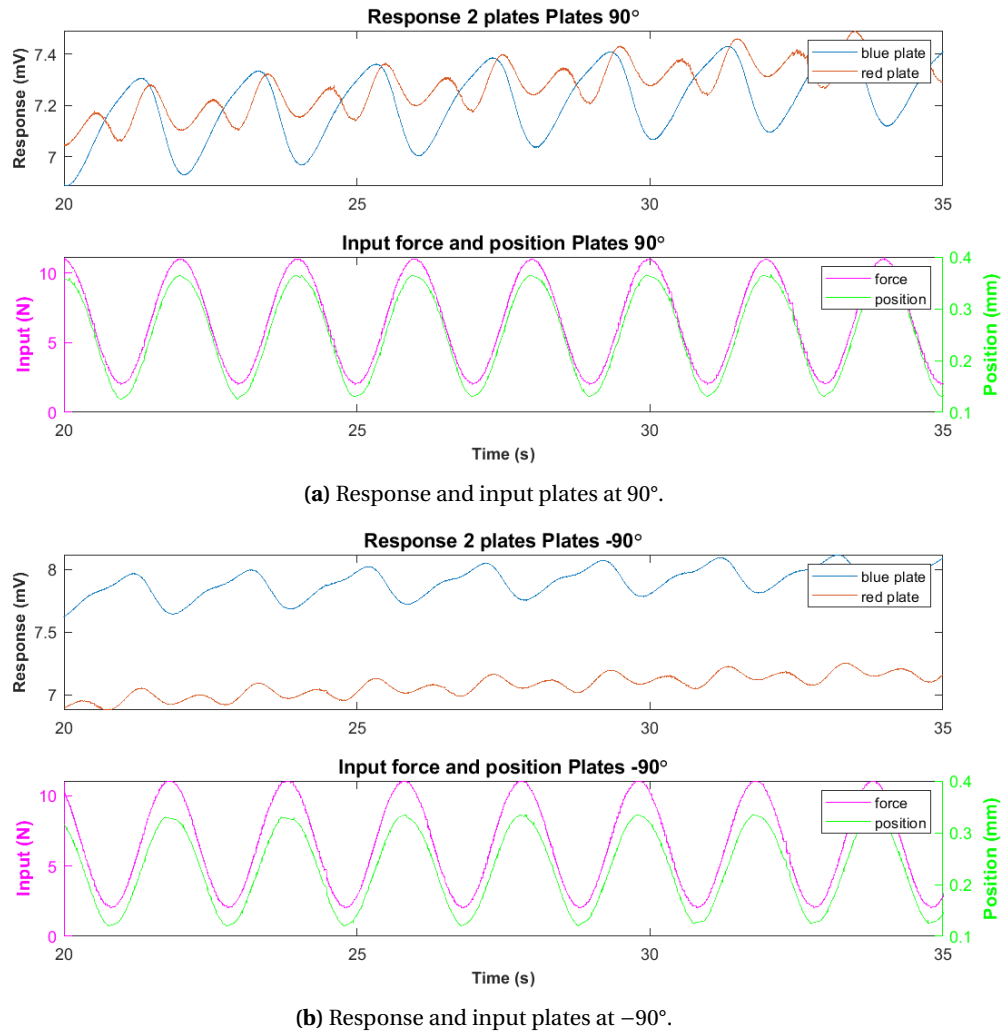 Response 2 plates Plates 90°
Response (mV)
7.4
7.2
7
blue plate
red plate
20
25
30
35
Input force and position Plates 90°
Input (N)
10
5
0
force
position
0.4
0.3
0.2
0.1
Position (mm)
20
25
30
35
Time (s)
(a) Response and input plates at 90°.
Response 2 plates Plates -90°
Response (mV)
8
7.5
7
blue plate
red plate
20
25
30
35
Input force and position Plates -90°
Input (N)
10
5
0
force
position
0.4
0.3
0.2
0.1
Position (mm)
20
25
30
35
Time (s)
(b) Response and input plates at −90°.